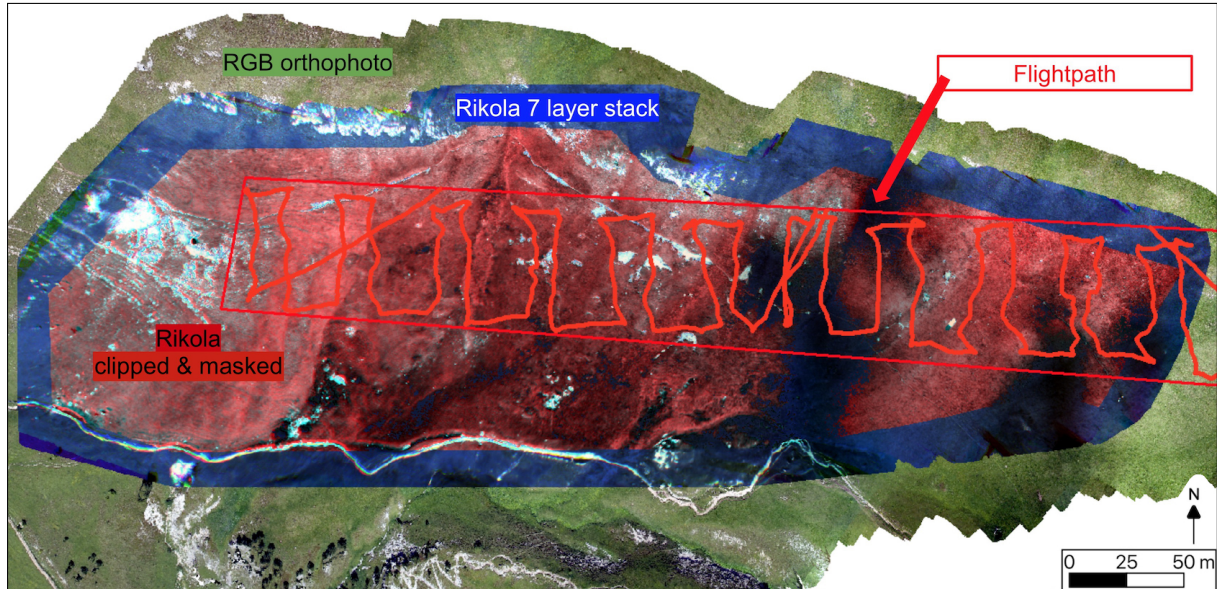 RGB orthophoto
Flightpath
Rikola 7 layer stack
Rikola
clipped & masked
N
0 25 50 m